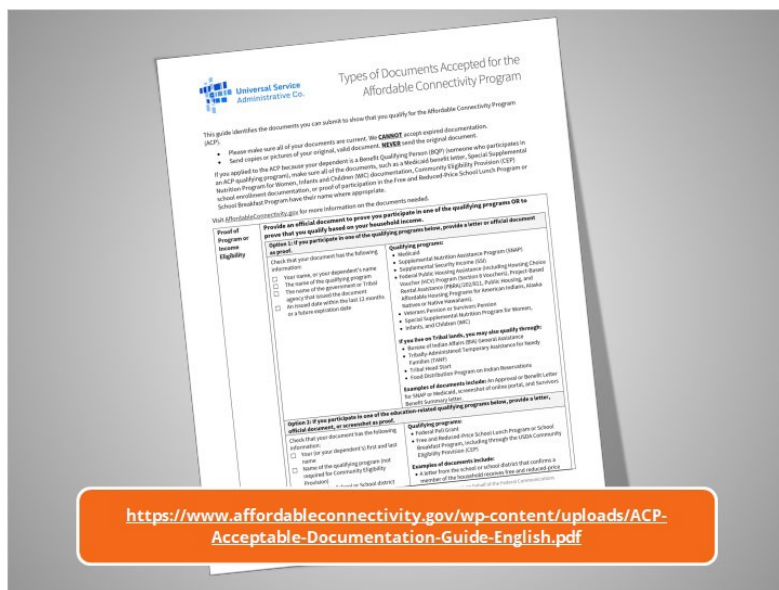 Universal Service
Administrative Co.
Types of Documents Accepted for the
Affordable Connectivity Program
This guide identifies the documents you can submit to show that you qualify for the Affordable Connectivity Program
(ACP).
• Please make sure all of your documents are current. We CANNOT accept expired documentation.
• Send copies or pictures of your original, valid document. NEVER send the original document.
If you applied to the ACP because your dependent is a Benefit Qualifying Person (BQP) (someone who participates in
an ACP qualifying program), make sure all of the documents, such as a Medicaid benefit letter, Special Supplemental
Nutrition Program for Women, Infants and Children (WIC) documentation, Community Eligibility Provision (CEP)
school enrollment documentation, or proof of participation in the Free and Reduced-Price School Lunch Program or
School Breakfast Program have their name where appropriate.
Visit AffordableConnectivity.gov for more information on the documents needed.
Proof of
Program or
Income
Eligibility
Provide an official document to prove you participate in one of the qualifying programs OR to
prove that you qualify based on your household income.
Option 1: If you participate in one of the qualifying programs below, provide a letter or official document
as proof.
Check that your document has the following
information:
☐ Your name, or your dependent's name
☐ The name of the qualifying program
☐ The name of the government or Tribal
agency that issued the document
☐ An issued date within the last 12 months
or a future expiration date
Qualifying programs:
• Medicaid
• Supplemental Nutrition Assistance Program (SNAP)
• Supplemental Security Income (SSI)
• Federal Public Housing Assistance (including Housing Choice
Voucher (HCV) Program (Section 8 Vouchers), Project-Based
Rental Assistance (PBRA)/202/811, Public Housing, and
Affordable Housing Programs for American Indians, Alaska
Natives or Native Hawaiians).
• Veterans Pension or Survivors Pension
• Special Supplemental Nutrition Program for Women,
• Infants, and Children (WIC)
If you live on Tribal lands, you may also qualify through:
• Bureau of Indian Affairs (BIA) General Assistance
• Tribally-Administered Temporary Assistance for Needy
Families (TANF)
• Tribal Head Start
• Food Distribution Program on Indian Reservations
Examples of documents include: An Approval or Benefit Letter
for SNAP or Medicaid, screenshot of online portal, and Survivors
Benefit Summary letter.
Option 2: If you participate in one of the education-related qualifying programs below, provide a letter,
official document, or screenshot as proof.
Check that your document has the following
information:
☐ Your (or your dependent's) first and last
name
☐ Name of the qualifying program (not
required for Community Eligibility
Provision)
school or School district
Qualifying programs:
• Federal Pell Grant
• Free and Reduced-Price School Lunch Program or School
Breakfast Program, including through the USDA Community
Eligibility Provision (CEP)
Examples of documents include:
• A letter from the school or school district that confirms a
member of the household receives free and reduced-price
behalf of the Federal Communications
https://www.affordableconnectivity.gov/wp-content/uploads/ACP-
Acceptable-Documentation-Guide-English.pdf